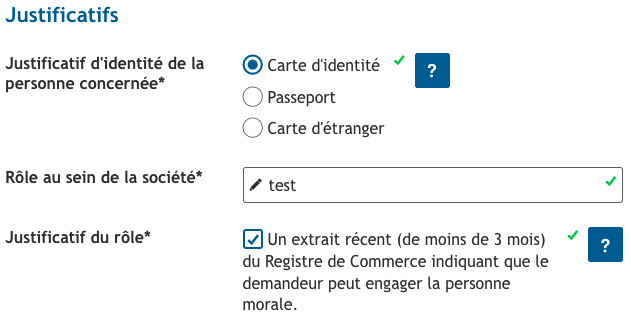 Justificatifs
Justificatif d'identité de la
personne concernée*
Carte d'identité
?
Passeport
Carte d'étranger
Rôle au sein de la société*
test
Justificatif du rôle*
Un extrait récent (de moins de 3 mois)
?
du Registre de Commerce indiquant que le
demandeur peut engager la personne
morale.